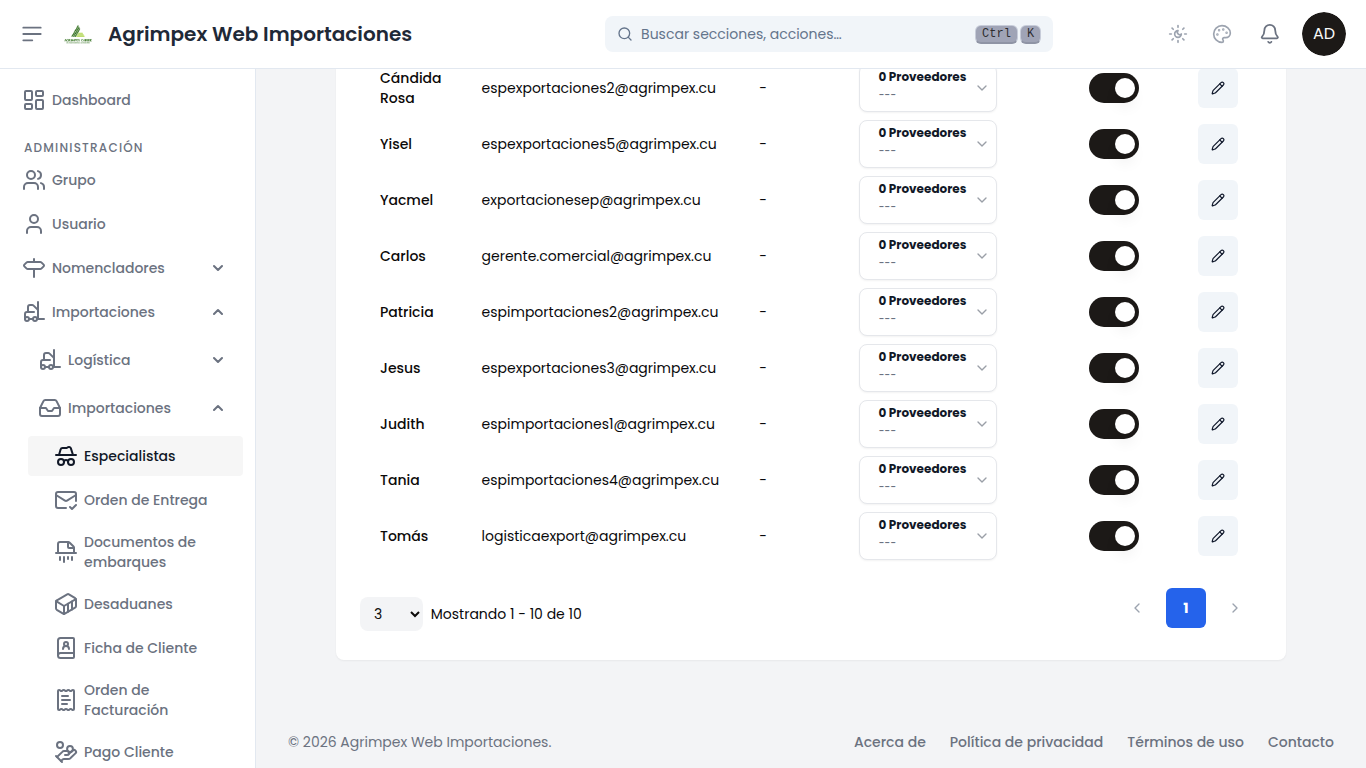 Agrimpex Web Importaciones
Buscar secciones, acciones...
Ctrl K
AD
Dashboard
ADMINISTRACIÓN
Grupo
Usuario
Nomencladores
Importaciones
Logística
Importaciones
Especialistas
Orden de Entrega
Documentos de
embarques
Desaduanes
Ficha de Cliente
Orden de
Facturación
Pago Cliente
Cándida
Rosa
espexportaciones2@agrimpex.cu
-
0 Proveedores
---
Yisel
espexportaciones5@agrimpex.cu
-
0 Proveedores
---
Yacmel
exportacionesep@agrimpex.cu
-
0 Proveedores
---
Carlos
gerente.comercial@agrimpex.cu
-
0 Proveedores
---
Patricia
espimportaciones2@agrimpex.cu
-
0 Proveedores
---
Jesus
espexportaciones3@agrimpex.cu
-
0 Proveedores
---
Judith
espimportaciones1@agrimpex.cu
-
0 Proveedores
---
Tania
espimportaciones4@agrimpex.cu
-
0 Proveedores
---
Tomás
logisticaexport@agrimpex.cu
-
0 Proveedores
---
3
Mostrando 1 - 10 de 10
1
© 2026 Agrimpex Web Importaciones.
Acerca de
Política de privacidad
Términos de uso
Contacto